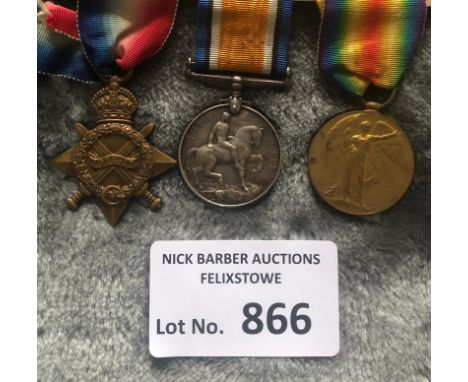 NICK BARBER AUCTIONS
FELIXSTOWE
Lot No. 866